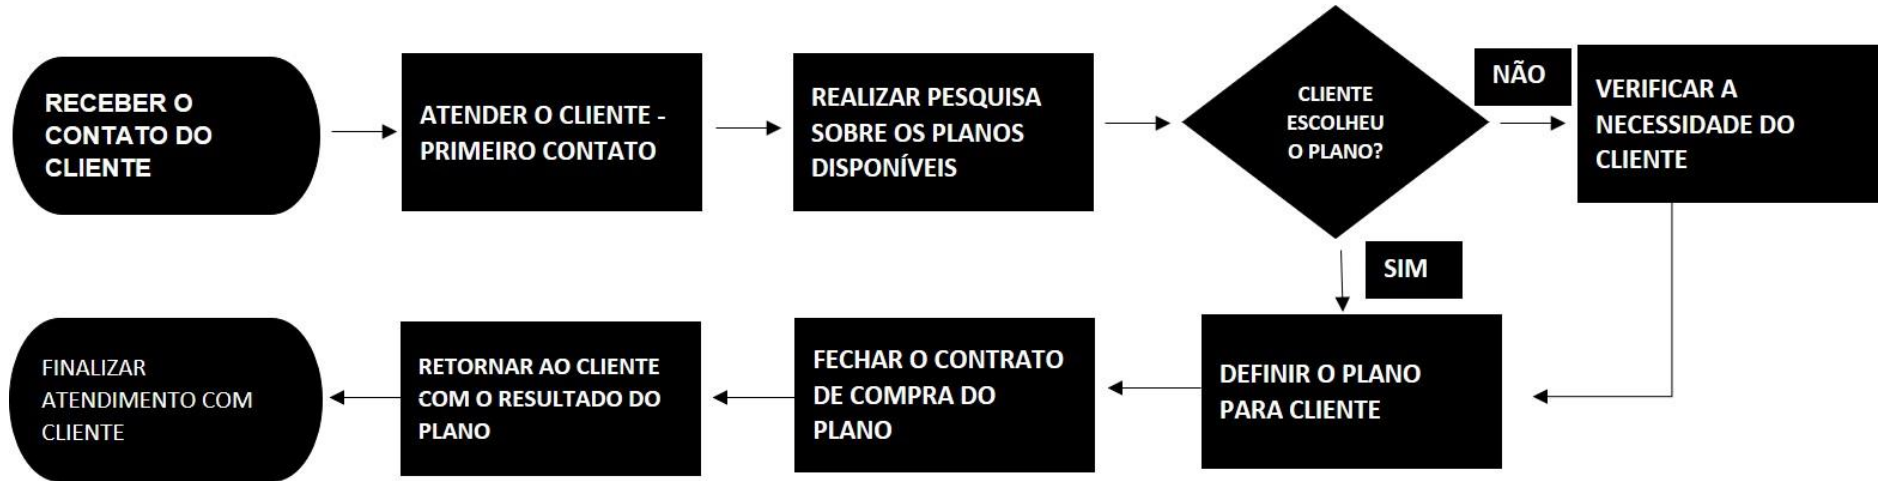 RECEBER O
CONTATO DO
CLIENTE
ATENDER O CLIENTE -
PRIMEIRO CONTATO
REALIZAR PESQUISA
SOBRE OS PLANOS
DISPONÍVEIS
CLIENTE
ESCOLHEU
O PLANO?
NÃO
VERIFICAR A
NECESSIDADE DO
CLIENTE
SIM
DEFINIR O PLANO
PARA CLIENTE
FECHAR O CONTRATO
DE COMPRA DO
PLANO
RETORNAR AO CLIENTE
COM O RESULTADO DO
PLANO
FINALIZAR
ATENDIMENTO COM
CLIENTE